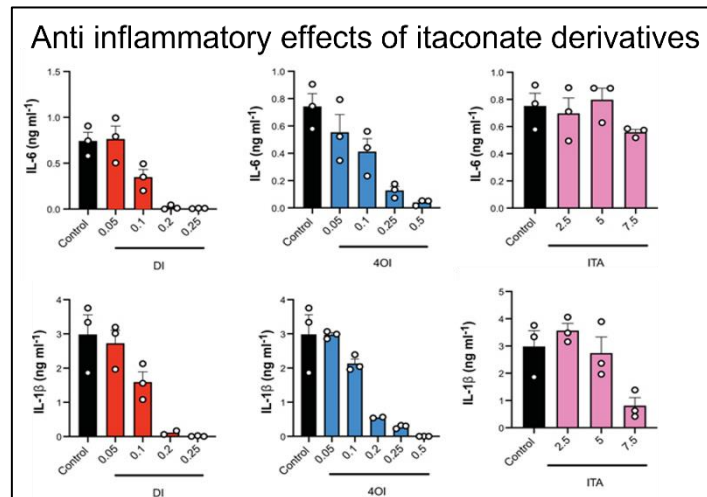 Anti inflammatory effects of itaconate derivatives
IL-6 (ng ml⁻¹)
1.5
1.0
0.5
0.0
Control
0.05
0.1
0.2
0.25
DI
IL-6 (ng ml⁻¹)
1.0
0.8
0.6
0.4
0.2
0.0
Control
0.05
0.1
0.25
0.5
4OI
IL-6 (ng ml⁻¹)
1.0
0.8
0.6
0.4
0.2
0.0
Control
2.5
5
7.5
ITA
IL-1β (ng ml⁻¹)
4
3
2
1
0
Control
0.05
0.1
0.2
0.25
DI
IL-1β (ng ml⁻¹)
4
3
2
1
0
Control
0.05
0.1
0.2
0.25
0.5
4OI
IL-1β (ng ml⁻¹)
5
4
3
2
1
0
Control
2.5
5
7.5
ITA